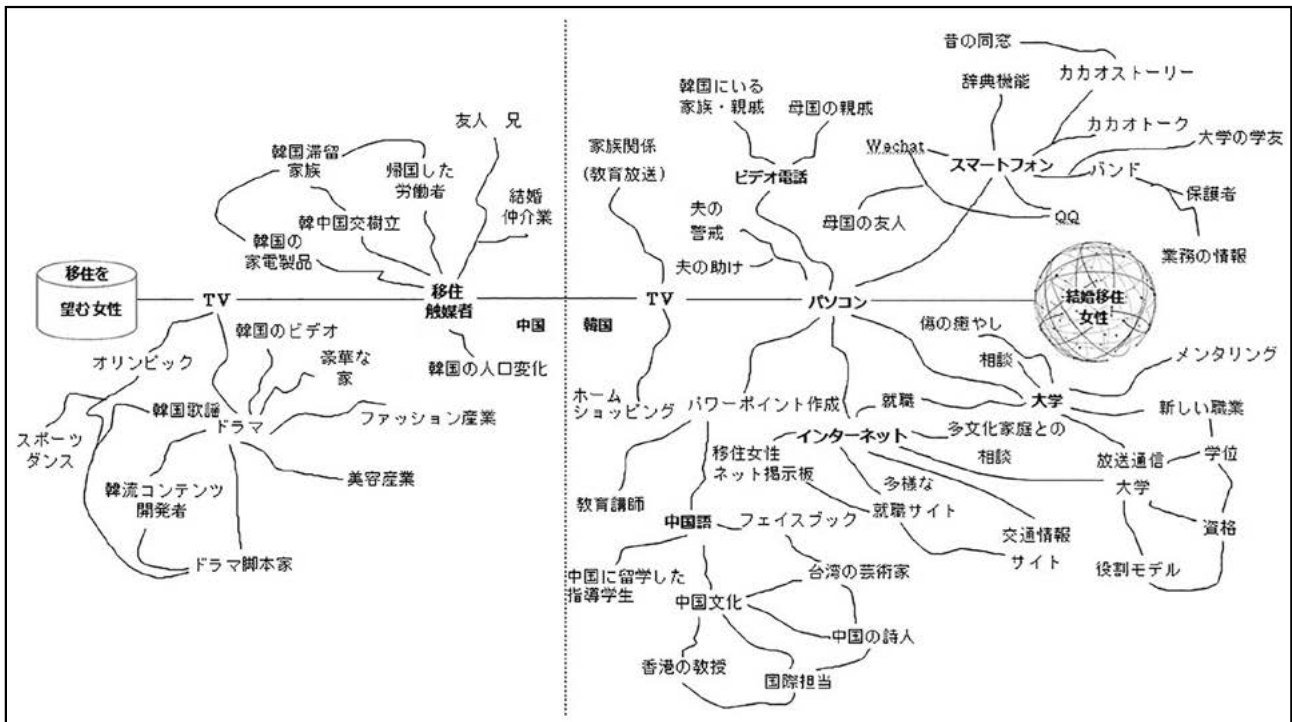 移住を
望む女性
TV
オリンピック
スポーツ
ダンス
韓国歌謡
ドラマ
韓国のビデオ
豪華な
家
ファッション産業
美容産業
韓流コンテンツ
開発者
ドラマ脚本家
韓国滞留
家族
帰国した
労働者
友人 兄
結婚
仲介業
韓中国交樹立
韓国の
家電製品
移住
触媒者
韓国の人口変化
中国
韓国
家族関係
(教育放送)
TV
ホーム
ショッピング
韓国にいる
家族・親戚
母国の親戚
ビデオ電話
夫の
警戒
夫の助け
パソコン
昔の同窓
カカオストーリー
辞典機能
カカオトーク
大学の学友
Wechat
スマートフォン
バンド
保護者
母国の友人
QQ
業務の情報
結婚移住
女性
傷の癒やし
相談
メンタリング
大学
就職
新しい職業
パワーポイント作成
インターネット
多文化家庭との
相談
放送通信
大学
学位
移住女性
ネット掲示板
多様な
就職サイト
教育講師
中国語
フェイスブック
交通情報
サイト
資格
役割モデル
中国に留学した
指導学生
台湾の芸術家
中国文化
中国の詩人
香港の教授
国際担当